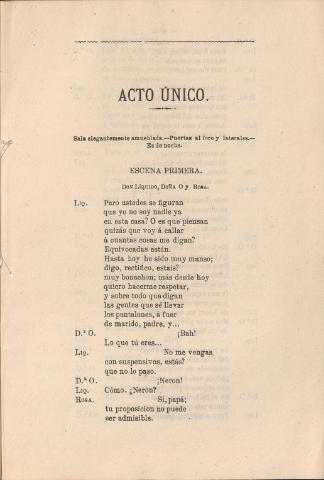 ACTO ÚNICO.
Sala elegantemente amueblada.—Puertas al foro y laterales.—
Es de noche.
ESCENA PRIMERA.
DON LÍQUIDO, DOÑA O Y ROSA.
LIQ. Pero ustedes se figuran
que yo no soy nadie ya
en esta casa? O es que piensan
quizás que voy á callar
á cuantas cosas me digan?
Equivocadas están.
Hasta hoy he sido muy manso;
digo, rectifico, estais?
muy bonachon; más desde hoy
quiero hacerme respetar,
y sobre todo que digan
las gentes que sé llevar
los pantalones, á fuer
de marido, padre, y...
D.ª O. ¡Bah!
Lo que tú eres...
LIQ. No me vengas
con suspensivos, estás?
que no lo paso.
D.ª O. ¡Neron!
LIQ. Cómo. ¿Neron?
ROSA. Si, papá;
tu proposicion no puede
ser admisible.